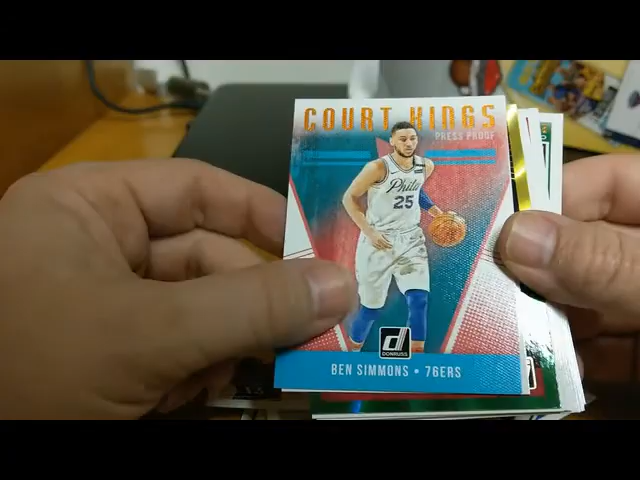 COURT KINGS
PRESS PROOF
Phila
25
d
DONRUSS
BEN SIMMONS • 76ERS